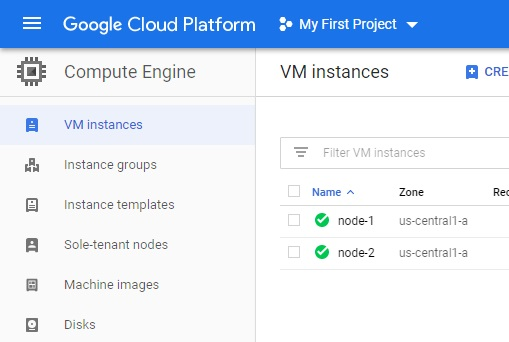 Google Cloud Platform
My First Project
Compute Engine
VM instances
Instance groups
Instance templates
Sole-tenant nodes
Machine images
Disks
VM instances
CRE
Filter VM instances
Name Zone Rec
node-1 us-central1-a
node-2 us-central1-a